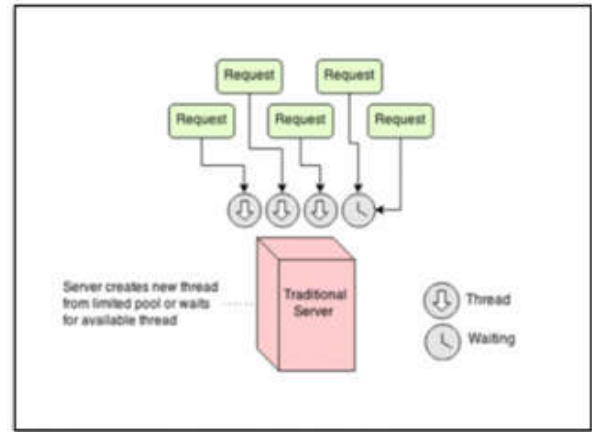 Request
Request
Request
Request
Request
Server creates new thread
from limited pool or waits
for available thread
Traditional
Server
Thread
Waiting